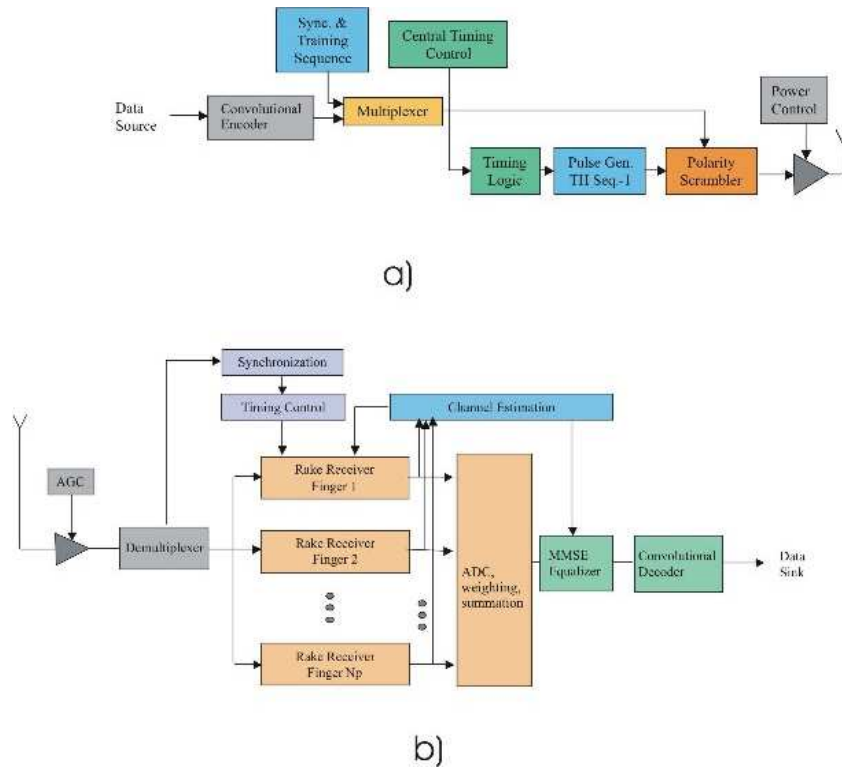 Sync. &
Training
Sequence
Central Timing
Control
Data
Source
Convolutional
Encoder
Multiplexer
Power
Control
Timing
Logic
Pulse Gen.
TH Seq.-1
Polarity
Scrambler
a)
Synchronization
Timing Control
Channel Estimation
AGC
Demultiplexer
Rake Receiver
Finger 1
Rake Receiver
Finger 2
Rake Receiver
Finger Np
ADC,
weighting,
summation
MMSE
Equalizer
Convolutional
Decoder
Data
Sink
b)